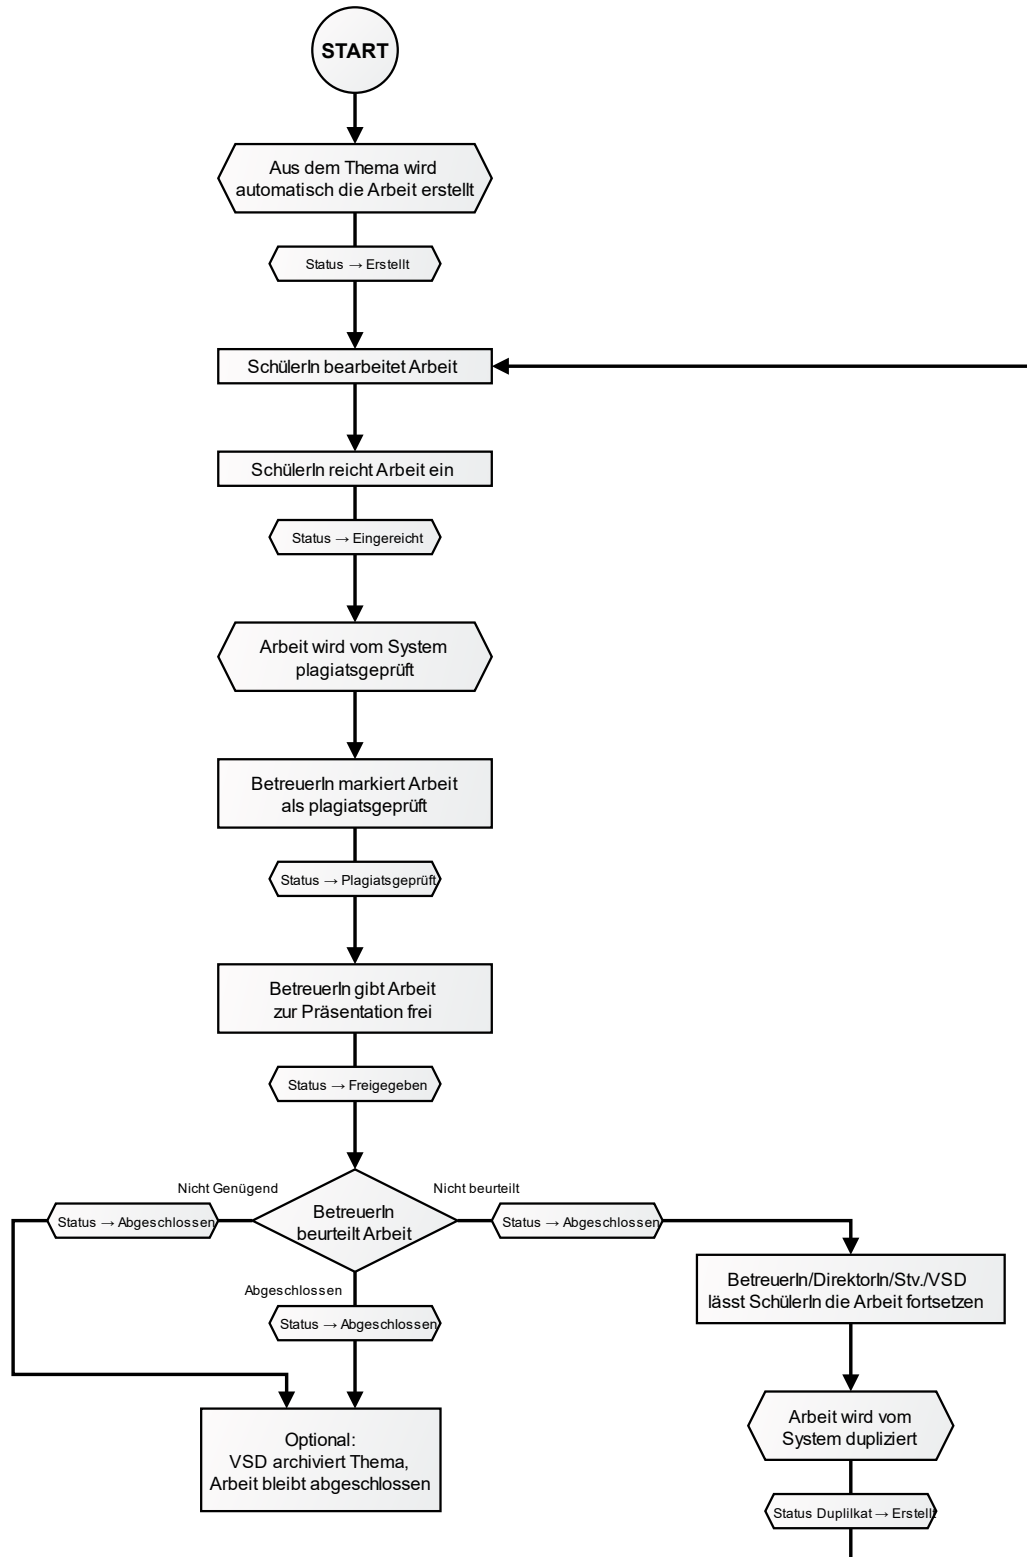 START
Aus dem Thema wird
automatisch die Arbeit erstellt
Status → Erstellt
SchülerIn bearbeitet Arbeit
SchülerIn reicht Arbeit ein
Status → Eingereicht
Arbeit wird vom System
plagiatsgeprüft
BetreuerIn markiert Arbeit
als plagiatsgeprüft
Status → Plagiatsgeprüft
BetreuerIn gibt Arbeit
zur Präsentation frei
Status → Freigegeben
Nicht Genügend
Nicht beurteilt
Status → Abgeschlossen
BetreuerIn
beurteilt Arbeit
Status → Abgeschlossen
Abgeschlossen
Status → Abgeschlossen
BetreuerIn/DirektorIn/Stv./VSD
lässt SchülerIn die Arbeit fortsetzen
Optional:
VSD archiviert Thema,
Arbeit bleibt abgeschlossen
Arbeit wird vom
System dupliziert
Status Duplilkat → Erstellt